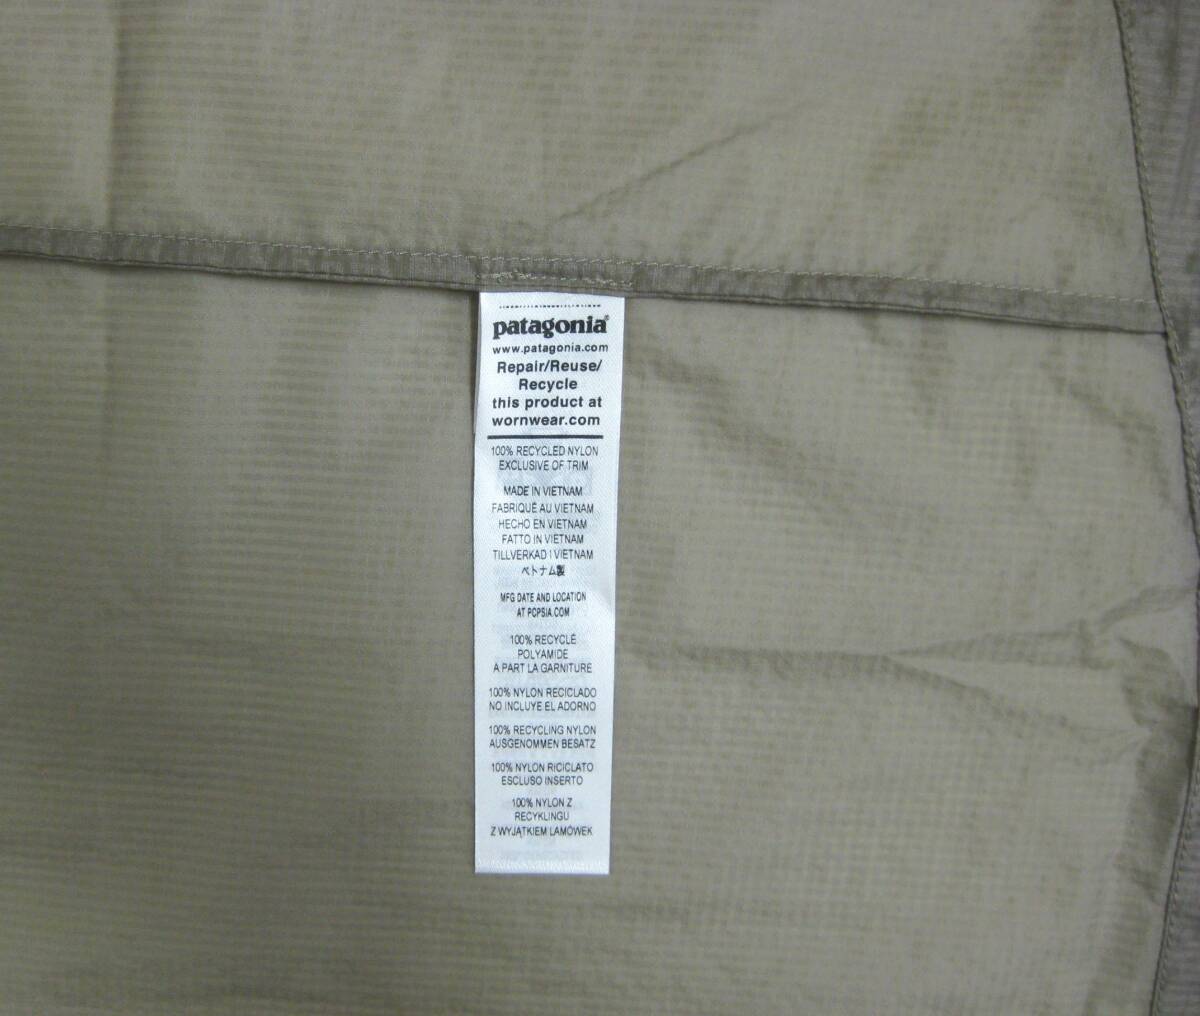 patagonia®
www.patagonia.com
Repair/Reuse/
Recycle
this product at
wornwear.com
100% RECYCLED NYLON
EXCLUSIVE OF TRIM
MADE IN VIETNAM
FABRIQUÉ AU VIETNAM
HECHO EN VIETNAM
FATTO IN VIETNAM
TILLVERKAD I VIETNAM
ベトナム製
MFG DATE AND LOCATION
AT PCPSIA.COM
100% RECYCLÉ
POLYAMIDE
A PART LA GARNITURE
100% NYLON RECICLADO
NO INCLUYE EL ADORNO
100% RECYCLING NYLON
AUSGENOMMEN BESATZ
100% NYLON RICICLATO
ESCLUSO INSERTO
100% NYLON Z
RECYKLINGU
Z WYJĄTKIEM LAMÓWEK